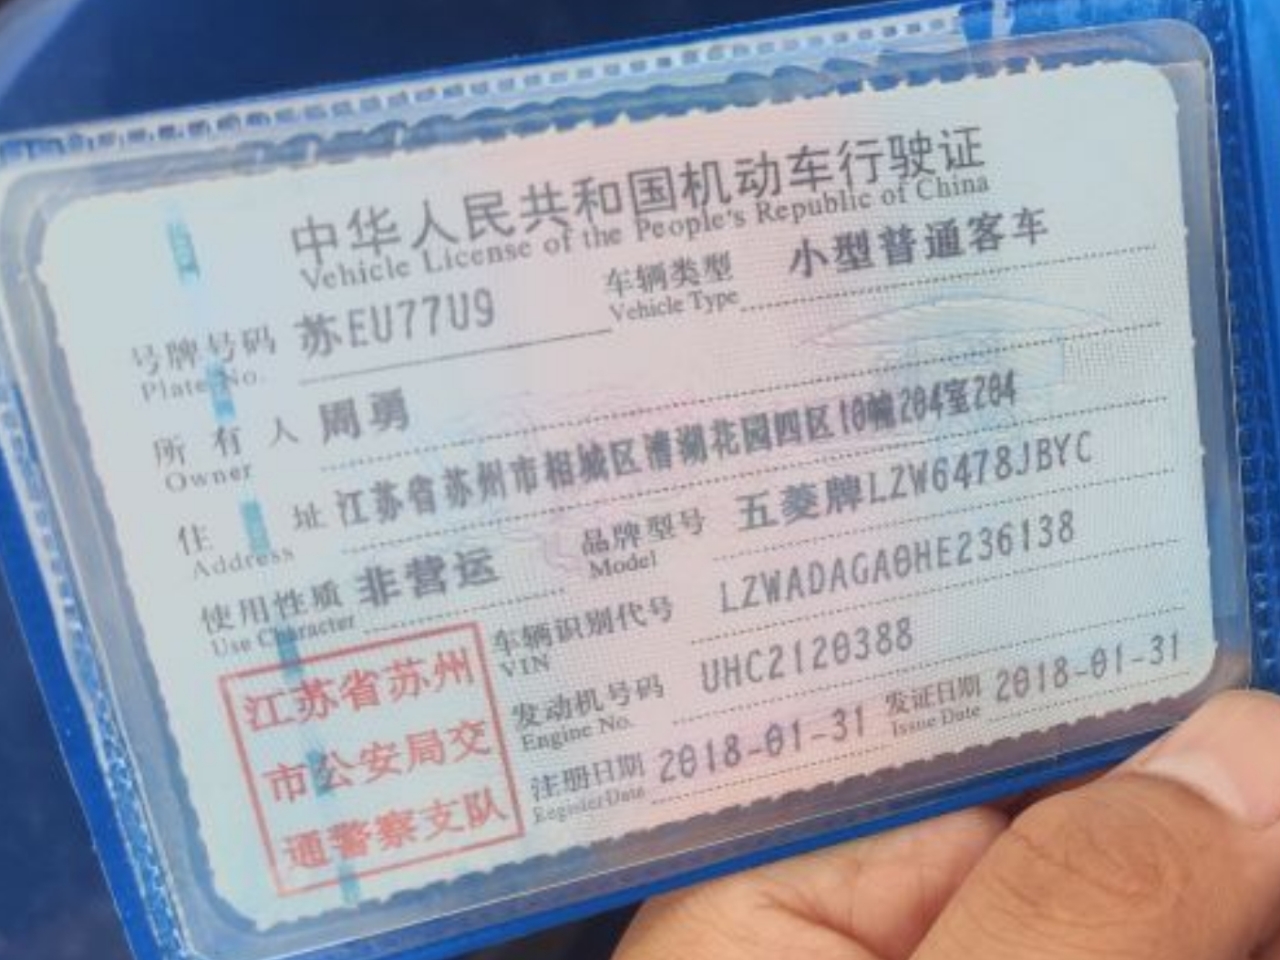 中华人民共和国机动车行驶证
Vehicle License of the People's Republic of China
号牌号码 苏EU77U9 车辆类型 小型普通客车
Plate No. Vehicle Type
所有人 周勇
Owner
住址 江苏省苏州市相城区漕湖花园四区10幢204室204
Address
使用性质 非营运 品牌型号 五菱牌LZW6478JBYC
Use Character Model
车辆识别代号 LZWADAGA0HE236138
VIN
发动机号码 UHC2120388
Engine No.
注册日期 2018-01-31 发证日期 2018-01-31
Register Date Issue Date
江苏省苏州
市公安局交
通警察支队